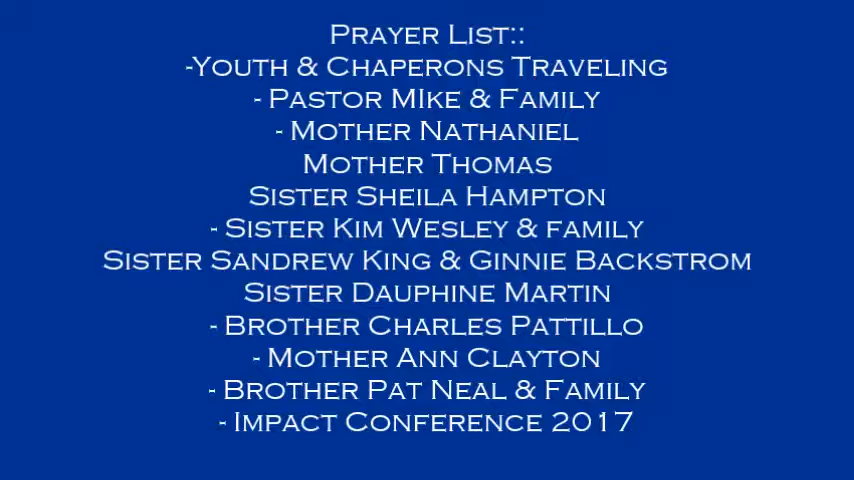 Prayer List::
-Youth & Chaperons Traveling
- Pastor MIke & Family
- Mother Nathaniel
Mother Thomas
Sister Sheila Hampton
- Sister Kim Wesley & family
Sister Sandrew King & Ginnie Backstrom
Sister Dauphine Martin
- Brother Charles Pattillo
- Mother Ann Clayton
- Brother Pat Neal & Family
- Impact Conference 2017